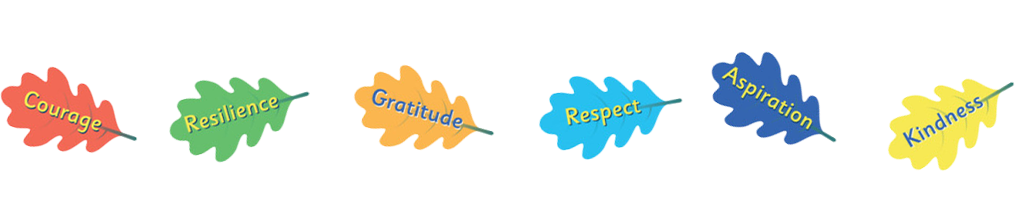 Courage
Resilience
Gratitude
Respect
Aspiration
Kindness